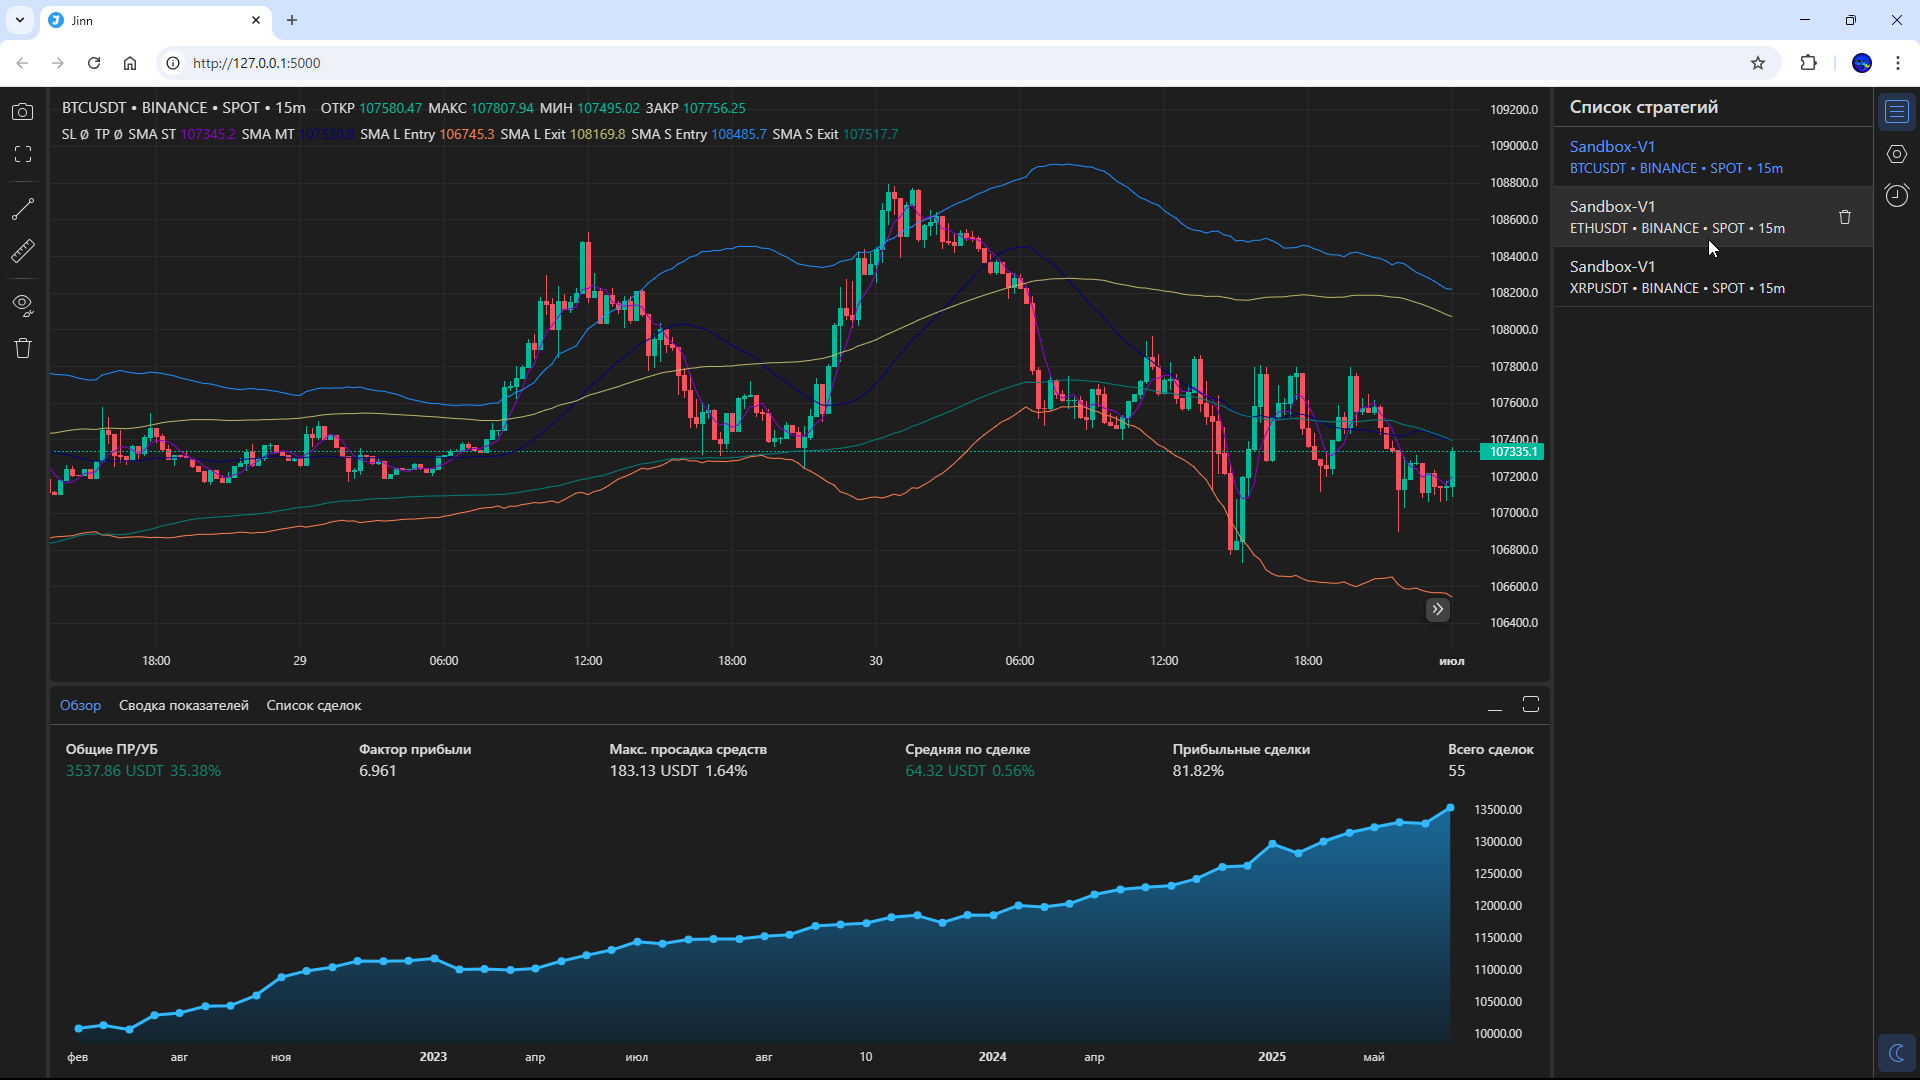 Jinn
http://127.0.0.1:5000
BTCUSDT • BINANCE • SPOT • 15m ОТКР 107580.47 МАКС 107807.94 МИН 107495.02 ЗАКР 107756.25
SL Ø TP Ø SMA ST 107345.2 SMA MT 107530.8 SMA L Entry 106745.3 SMA L Exit 108169.8 SMA S Entry 108485.7 SMA S Exit 107517.7
109200.0
109000.0
108800.0
108600.0
108400.0
108200.0
108000.0
107800.0
107600.0
107400.0
107335.1
107200.0
107000.0
106800.0
106600.0
106400.0
18:00 29 06:00 12:00 18:00 30 06:00 12:00 18:00 июл
Список стратегий
Sandbox-V1
BTCUSDT • BINANCE • SPOT • 15m
Sandbox-V1
ETHUSDT • BINANCE • SPOT • 15m
Sandbox-V1
XRPUSDT • BINANCE • SPOT • 15m
Обзор Сводка показателей Список сделок
Общие ПР/УБ Фактор прибыли Макс. просадка средств Средняя по сделке Прибыльные сделки Всего сделок
3537.86 USDT 35.38% 6.961 183.13 USDT 1.64% 64.32 USDT 0.56% 81.82% 55
13500.00
13000.00
12500.00
12000.00
11500.00
11000.00
10500.00
10000.00
фев авг ноя 2023 апр июл авг 10 2024 апр 2025 май